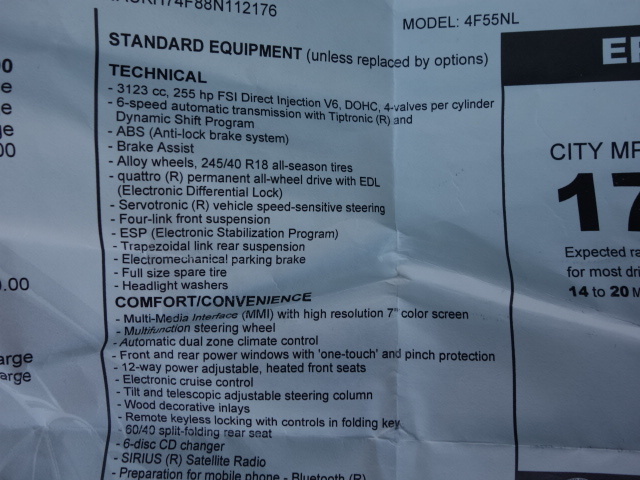 74F88N112176
MODEL: 4F55NL
STANDARD EQUIPMENT (unless replaced by options)
TECHNICAL
- 3123 cc, 255 hp FSI Direct Injection V6, DOHC, 4-valves per cylinder
- 6-speed automatic transmission with Tiptronic (R) and
Dynamic Shift Program
- ABS (Anti-lock brake system)
- Brake Assist
- Alloy wheels, 245/40 R18 all-season tires
- quattro (R) permanent all-wheel drive with EDL
(Electronic Differential Lock)
- Servotronic (R) vehicle speed-sensitive steering
- Four-link front suspension
- ESP (Electronic Stabilization Program)
- Trapezoidal link rear suspension
- Electromechanical parking brake
- Full size spare tire
- Headlight washers
COMFORT/CONVENIENCE
- Multi-Media Interface (MMI) with high resolution 7" color screen
- Multifunction steering wheel
- Automatic dual zone climate control
- Front and rear power windows with 'one-touch' and pinch protection
- 12-way power adjustable, heated front seats
- Electronic cruise control
- Tilt and telescopic adjustable steering column
- Wood decorative inlays
- Remote keyless locking with controls in folding key
60/40 split-folding rear seat
- 6-disc CD changer
- SIRIUS (R) Satellite Radio
- Preparation for mobile phone - Bluetooth (R)
CITY MP
17
Expected ra
for most dri
14 to 20 M